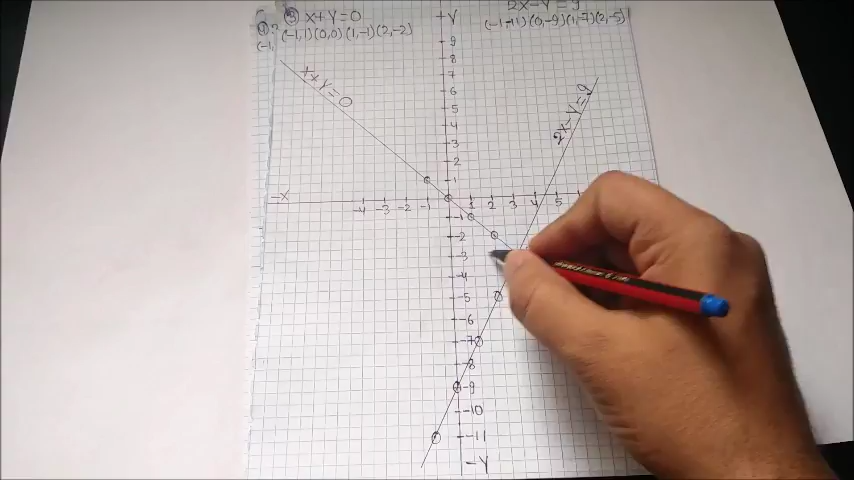 ③ x+Y=0
2x-Y=9
(-1,1)(0,0)(1,-1)(2,-2)
(-1,-11)(0,-9)(1,-7)(2,-5)
(-1,
+Y
9
8
7
6
5
4
3
2
1
x+Y=0
2x-Y=9
-X
-4 -3 -2 -1 1 2 3 4 5
-1
-2
-3
-4
-5
-6
-7
-8
-9
-10
-11
-Y